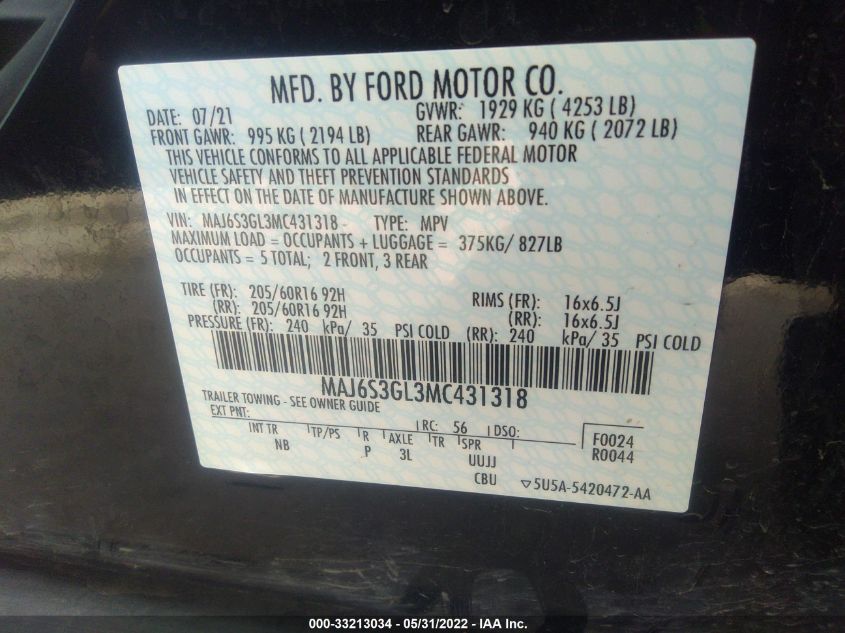 MFD. BY FORD MOTOR CO.
DATE: 07/21 GVWR: 1929 KG ( 4253 LB)
FRONT GAWR: 995 KG ( 2194 LB) REAR GAWR: 940 KG ( 2072 LB)
THIS VEHICLE CONFORMS TO ALL APPLICABLE FEDERAL MOTOR
VEHICLE SAFETY AND THEFT PREVENTION STANDARDS
IN EFFECT ON THE DATE OF MANUFACTURE SHOWN ABOVE.
VIN: MAJ6S3GL3MC431318 TYPE: MPV
MAXIMUM LOAD = OCCUPANTS + LUGGAGE = 375KG/ 827LB
OCCUPANTS = 5 TOTAL; 2 FRONT, 3 REAR
TIRE (FR): 205/60R16 92H RIMS (FR): 16x6.5J
(RR): 205/60R16 92H (RR): 16x6.5J
PRESSURE (FR): 240 kPa/ 35 PSI COLD (RR): 240 kPa/ 35 PSI COLD
MAJ6S3GL3MC431318
TRAILER TOWING - SEE OWNER GUIDE
EXT PNT: RC: 56 DSO: F0024
INT TR TP/PS R AXLE TR SPR R0044
NB P 3L UUJJ
CBU ▽5U5A-5420472-AA
000-33213034 - 05/31/2022 - IAA Inc.